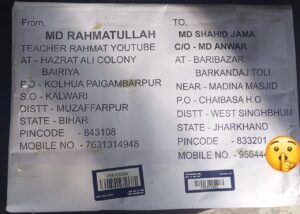 From,
MD RAHMATULLAH
TEACHER RAHMAT YOUTUBE
AT - HAZRAT ALI COLONY
BAIRIYA
P.O - KOLHUA PAIGAMBARPUR
S.O - KALWARI
DISTT - MUZAFFARPUR
STATE - BIHAR
PINCODE - 843108
MOBILE NO. - 7631314948
TO,
MD SHAHID JAMA
C/O - MD ANWAR
AT - BARIBAZAR
BARKANDAJ TOLI
NEAR - MADINA MASJID
P.O - CHAIBASA H.O
DISTT - WEST SINGHBHUM
STATE - JHARKHAND
PINCODE - 833201
MOBILE NO. - 956444